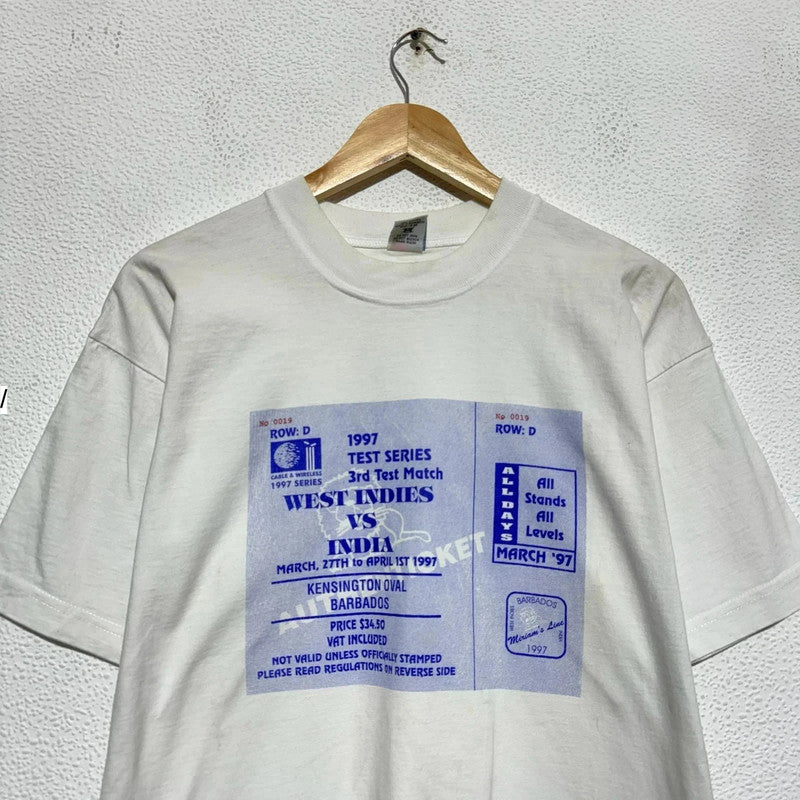 No 0019
ROW: D
CABLE & WIRELESS
1997 SERIES
1997
TEST SERIES
3rd Test Match
WEST INDIES
VS
INDIA
MARCH, 27TH to APRIL 1ST 1997
KENSINGTON OVAL
BARBADOS
PRICE $34.50
VAT INCLUDED
NOT VALID UNLESS OFFICIALLY STAMPED
PLEASE READ REGULATIONS ON REVERSE SIDE
No 0019
ROW: D
ALL DAYS
All
Stands
All
Levels
MARCH '97
BARBADOS
Miriam's Line
1997